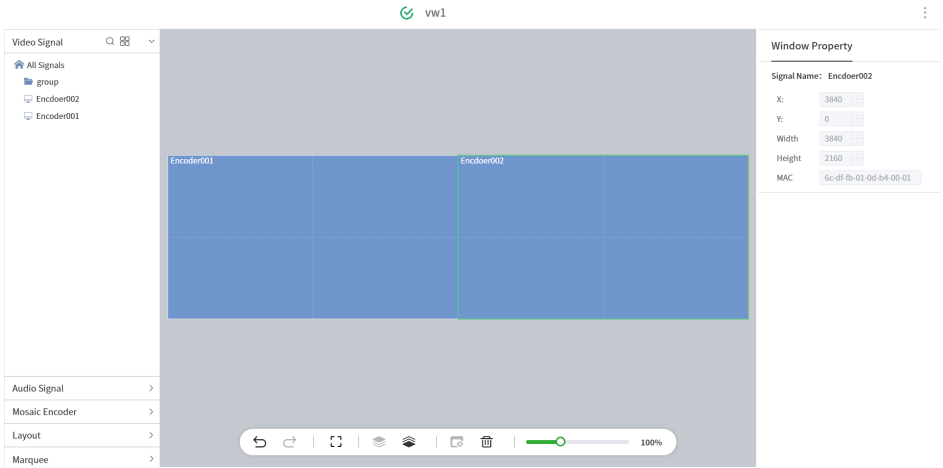 vw1
Video Signal
All Signals
group
Encdoer002
Encoder001
Audio Signal
Mosaic Encoder
Layout
Marquee
Encoder001
Encdoer002
100%
Window Property
Signal Name: Encdoer002
X: 3840
Y: 0
Width 3840
Height 2160
MAC 6c-df-fb-01-0d-b4-00-01